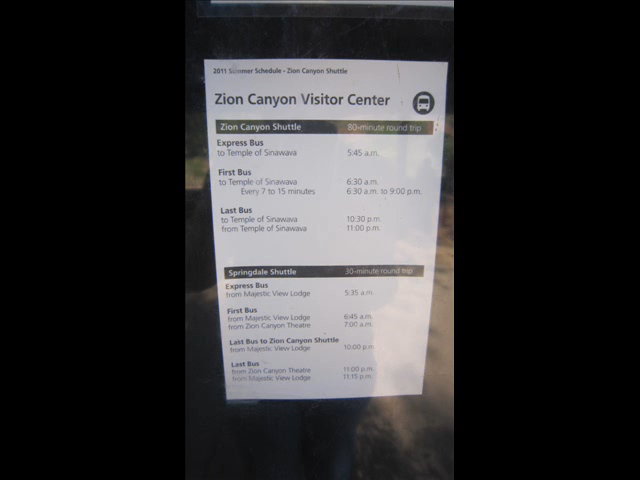 2011 Summer Schedule - Zion Canyon Shuttle
Zion Canyon Visitor Center
Zion Canyon Shuttle 80-minute round trip
Express Bus
to Temple of Sinawava 5:45 a.m.
First Bus
to Temple of Sinawava 6:30 a.m.
Every 7 to 15 minutes 6:30 a.m. to 9:00 p.m.
Last Bus
to Temple of Sinawava 10:30 p.m.
from Temple of Sinawava 11:00 p.m.
Springdale Shuttle 30-minute round trip
Express Bus
from Majestic View Lodge 5:35 a.m.
First Bus
from Majestic View Lodge 6:45 a.m.
from Zion Canyon Theatre 7:00 a.m.
Last Bus to Zion Canyon Shuttle
from Majestic View Lodge 10:00 p.m.
Last Bus
from Zion Canyon Theatre 11:00 p.m.
from Majestic View Lodge 11:15 p.m.